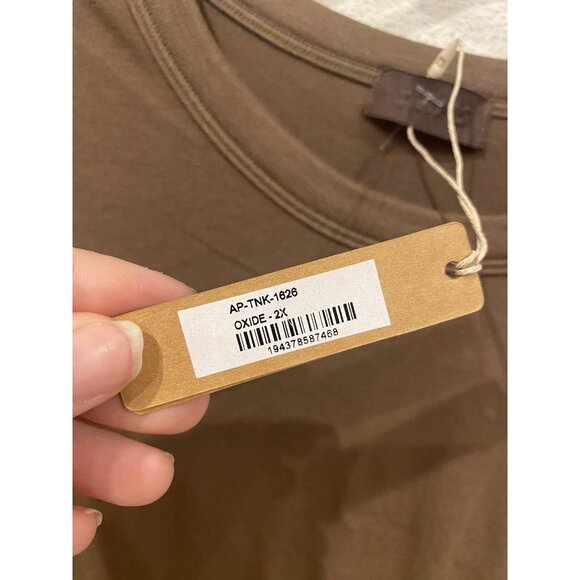 AP-TNK-1626
OXIDE - 2X
194378587468